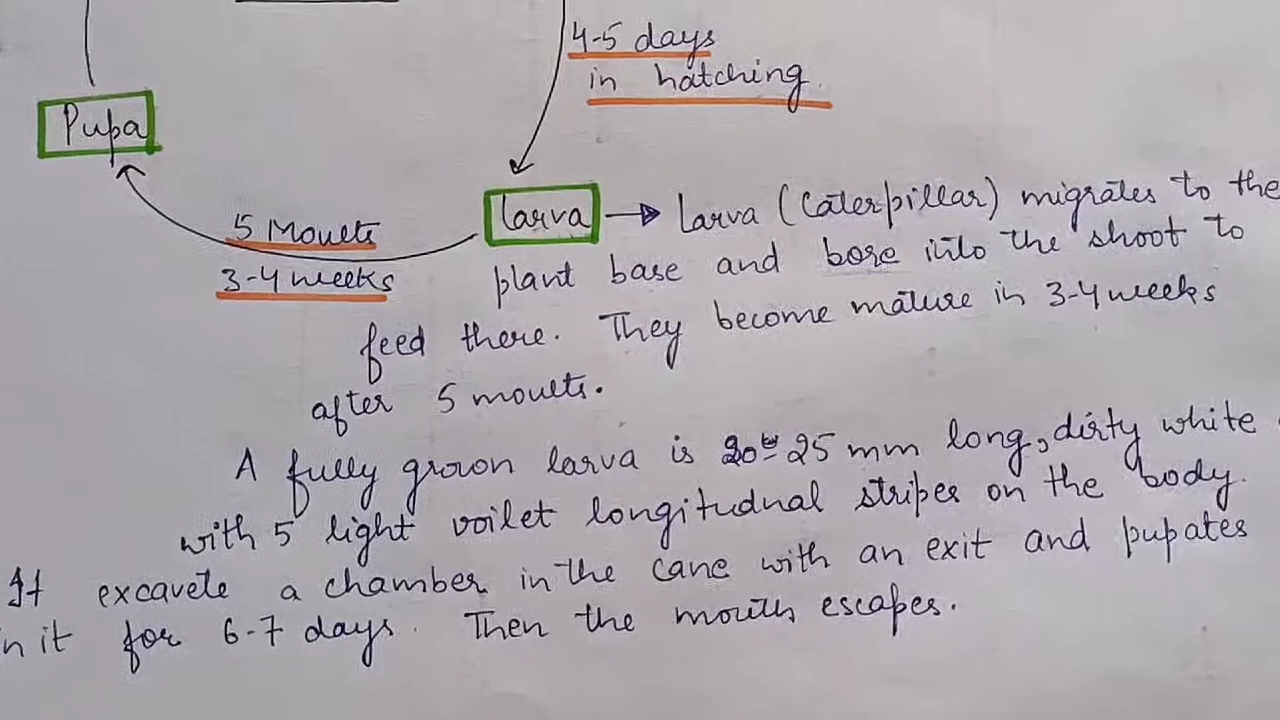 4-5 days
in hatching.
Pupa
5 Moults
3-4 weeks
larva → Larva (Caterpillar) migrates to the
plant base and bore into the shoot to
feed there. They become mature in 3-4 weeks
after 5 moults.
A fully grown larva is 20 25 mm long, dirty white
with 5 light voilet longitudnal stripes on the body.
It excavete a chamber in the cane with an exit and pupates
in it for 6-7 days. Then the mouth escapes.